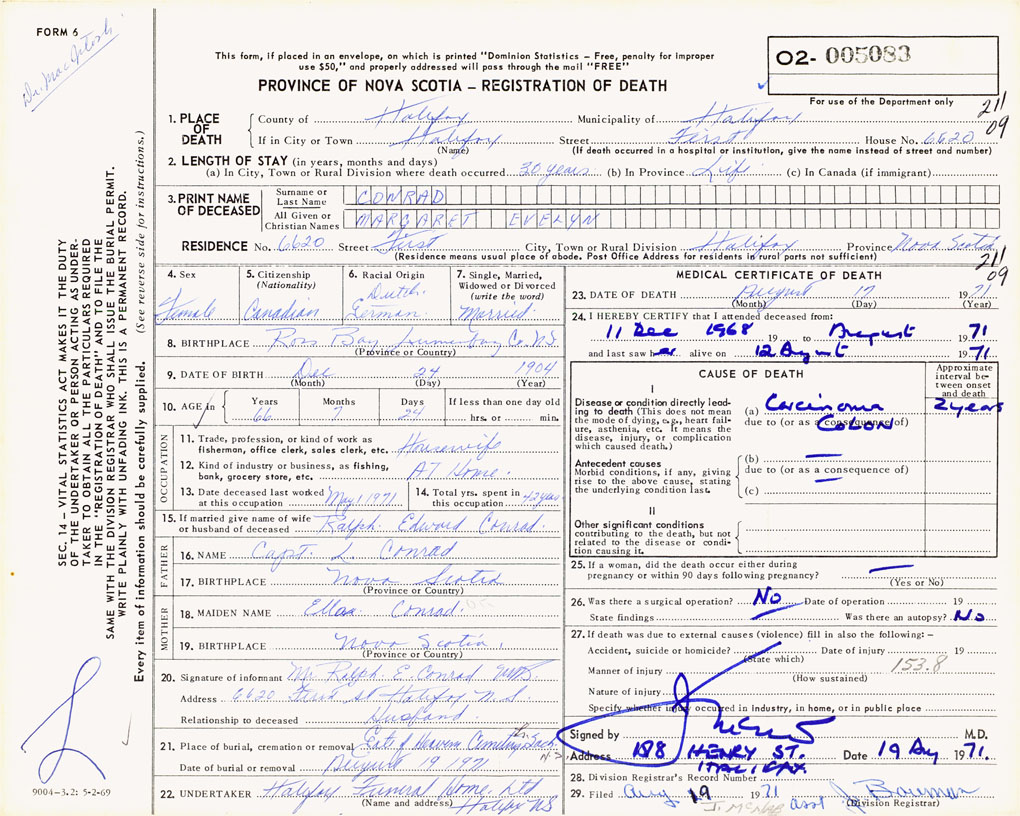 FORM 6
Dr. MacIntosh
This form, if placed in an envelope, on which is printed "Dominion Statistics – Free, penalty for improper
use $50," and properly addressed will pass through the mail "FREE"
PROVINCE OF NOVA SCOTIA – REGISTRATION OF DEATH
02- 005083
For use of the Department only
211
09
1. PLACE OF DEATH
County of Halifax Municipality of Halifax
If in City or Town Halifax Street First House No. 6620
(Name) (If death occurred in a hospital or institution, give the name instead of street and number)
2. LENGTH OF STAY (in years, months and days)
(a) In City, Town or Rural Division where death occurred 30 years (b) In Province Life (c) In Canada (if immigrant)
3. PRINT NAME OF DECEASED
Surname or Last Name CONRAD
All Given or Christian Names MARGARET EVELYN
RESIDENCE No. 6620 Street First City, Town or Rural Division Halifax Province Nova Scotia
(Residence means usual place of abode. Post Office Address for residents in rural parts not sufficient)
211
09
4. Sex Female
5. Citizenship (Nationality) Canadian
6. Racial Origin Dutch German
7. Single, Married, Widowed or Divorced (write the word) Married
8. BIRTHPLACE Bay, Lunenburg Co. N.S.
(Province or Country)
9. DATE OF BIRTH Dec 24 1904
(Month) (Day) (Year)
10. AGE in Years 66 Months 7 Days 24 If less than one day old hrs. or min.
OCCUPATION
11. Trade, profession, or kind of work as fisherman, office clerk, sales clerk, etc. Housewife
12. Kind of industry or business, as fishing, bank, grocery store, etc. AT Home.
13. Date deceased last worked at this occupation May 1, 1971
14. Total yrs. spent in this occupation 42 years
15. If married give name of wife or husband of deceased Ralph Edward Conrad
FATHER
16. NAME Capt. L. Conrad
17. BIRTHPLACE Nova Scotia
(Province or Country)
MOTHER
18. MAIDEN NAME Ellen Conrad
19. BIRTHPLACE Nova Scotia
(Province or Country)
20. Signature of informant Mr. Ralph E. Conrad
Address 6620 First St Halifax N.S.
Relationship to deceased Husband
21. Place of burial, cremation or removal Gate of Heaven Cemetery, Sack. N.S.
Date of burial or removal August 19 1971
22. UNDERTAKER Halifax Funeral Home Ltd
(Name and address) Halifax N.S
MEDICAL CERTIFICATE OF DEATH
23. DATE OF DEATH August 17 1971
(Month) (Day) (Year)
24. I HEREBY CERTIFY that I attended deceased from:
11 Dec 1968 19 to August 1971
and last saw her alive on 12 August 1971
CAUSE OF DEATH
Approximate interval between onset and death
I
Disease or condition directly leading to death (This does not mean the mode of dying, e.g., heart failure, asthenia, etc. It means the disease, injury, or complication which caused death.)
(a) Carcinoma 2 years
due to (or as a consequence of)
COLON
Antecedent causes
Morbid conditions, if any, giving rise to the above cause, stating the underlying condition last.
(b) —
due to (or as a consequence of)
—
(c)
II
Other significant conditions
contributing to the death, but not related to the disease or condition causing it.
25. If a woman, did the death occur either during pregnancy or within 90 days following pregnancy? —
(Yes or No)
26. Was there a surgical operation? No Date of operation 19
State findings — Was there an autopsy? No
27. If death was due to external causes (violence) fill in also the following: –
Accident, suicide or homicide? Date of injury 19
(State which)
153.8
Manner of injury
(How sustained)
Nature of injury
Specify whether injury occurred in industry, in home, or in public place
Signed by M.D.
Address 188 HENRY ST. HALIFAX Date 19 Aug 1971.
28. Division Registrar's Record Number
29. Filed Aug 19 1971 J. Bowman
(Division Registrar)
asst
SEC. 14 – VITAL STATISTICS ACT MAKES IT THE DUTY
OF THE UNDERTAKER OR PERSON ACTING AS UNDER-
TAKER TO OBTAIN ALL THE PARTICULARS REQUIRED
IN THE "REGISTRATION OF DEATH" AND TO FILE THE
SAME WITH THE DIVISION REGISTRAR WHO SHALL ISSUE THE BURIAL PERMIT.
WRITE PLAINLY WITH UNFADING INK. THIS IS A PERMANENT RECORD.
Every item of information should be carefully supplied. (See reverse side for instructions.)
9004–3.2: 5–2–69